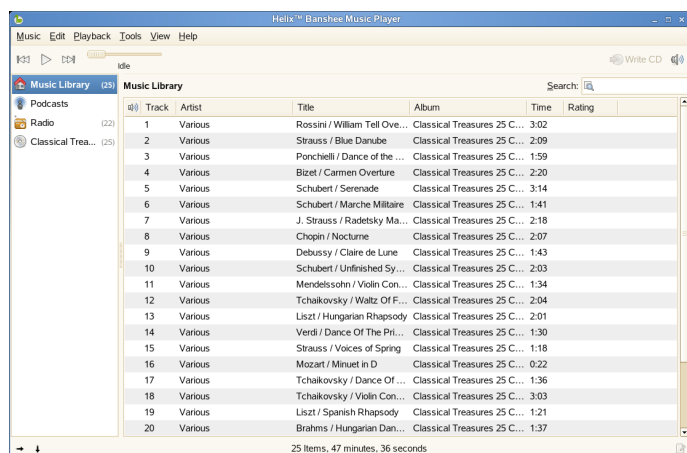 Helix™ Banshee Music Player
Music Edit Playback Tools View Help
Idle
Write CD
Music Library (25)
Podcasts
Radio (22)
Classical Trea... (25)
Music Library
Search:
Track Artist Title Album Time Rating
1 Various Rossini / William Tell Ove... Classical Treasures 25 C... 3:02
2 Various Strauss / Blue Danube Classical Treasures 25 C... 2:09
3 Various Ponchielli / Dance of the ... Classical Treasures 25 C... 1:59
4 Various Bizet / Carmen Overture Classical Treasures 25 C... 2:20
5 Various Schubert / Serenade Classical Treasures 25 C... 3:14
6 Various Schubert / Marche Militaire Classical Treasures 25 C... 1:41
7 Various J. Strauss / Radetsky Ma... Classical Treasures 25 C... 2:18
8 Various Chopin / Nocturne Classical Treasures 25 C... 2:07
9 Various Debussy / Claire de Lune Classical Treasures 25 C... 1:43
10 Various Schubert / Unfinished Sy... Classical Treasures 25 C... 2:03
11 Various Mendelssohn / Violin Con... Classical Treasures 25 C... 1:34
12 Various Tchaikovsky / Waltz Of F... Classical Treasures 25 C... 2:04
13 Various Liszt / Hungarian Rhapsody Classical Treasures 25 C... 2:01
14 Various Verdi / Dance Of The Pri... Classical Treasures 25 C... 1:30
15 Various Strauss / Voices of Spring Classical Treasures 25 C... 1:18
16 Various Mozart / Minuet in D Classical Treasures 25 C... 0:22
17 Various Tchaikovsky / Dance Of ... Classical Treasures 25 C... 1:36
18 Various Tchaikovsky / Violin Con... Classical Treasures 25 C... 3:03
19 Various Liszt / Spanish Rhapsody Classical Treasures 25 C... 1:21
20 Various Brahms / Hungarian Dan... Classical Treasures 25 C... 1:37
25 Items, 47 minutes, 36 seconds